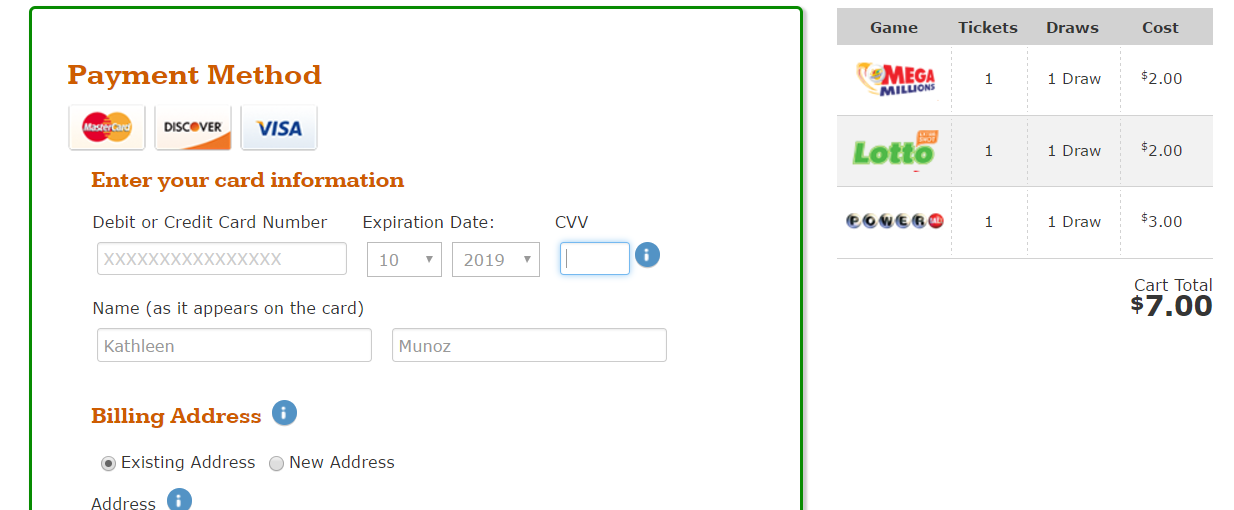 Payment Method
MasterCard DISCOVER VISA
Enter your card information
Debit or Credit Card Number Expiration Date: CVV
XXXXXXXXXXXXXXXX 10 2019
Name (as it appears on the card)
Kathleen Munoz
Billing Address
Existing Address New Address
Address
Game Tickets Draws Cost
MEGA
MILLIONS
1 1 Draw $2.00
Lotto
1 1 Draw $2.00
POWER
1 1 Draw $3.00
Cart Total
$7.00